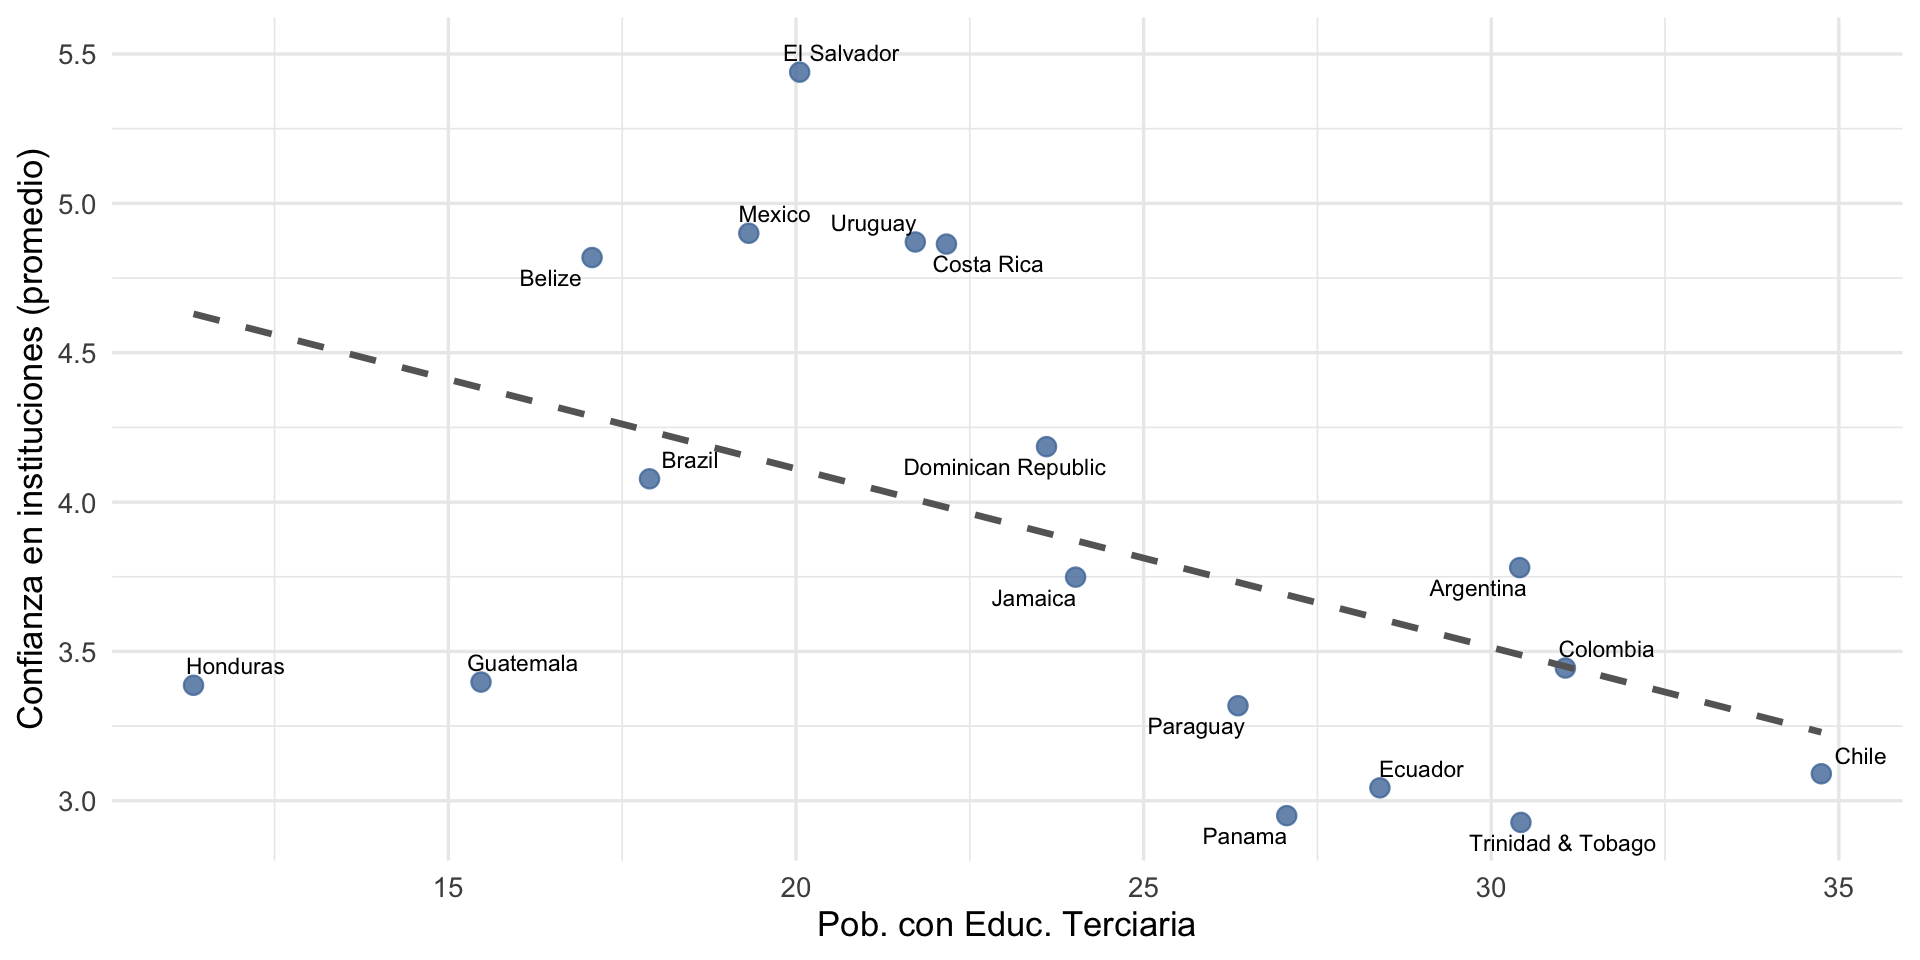 5.5
5.0
4.5
4.0
3.5
3.0
Confianza en instituciones (promedio)
El Salvador
Mexico
Uruguay
Costa Rica
Belize
Brazil
Dominican Republic
Jamaica
Argentina
Colombia
Honduras
Guatemala
Paraguay
Chile
Ecuador
Panama
Trinidad & Tobago
15
20
25
30
35
Pob. con Educ. Terciaria